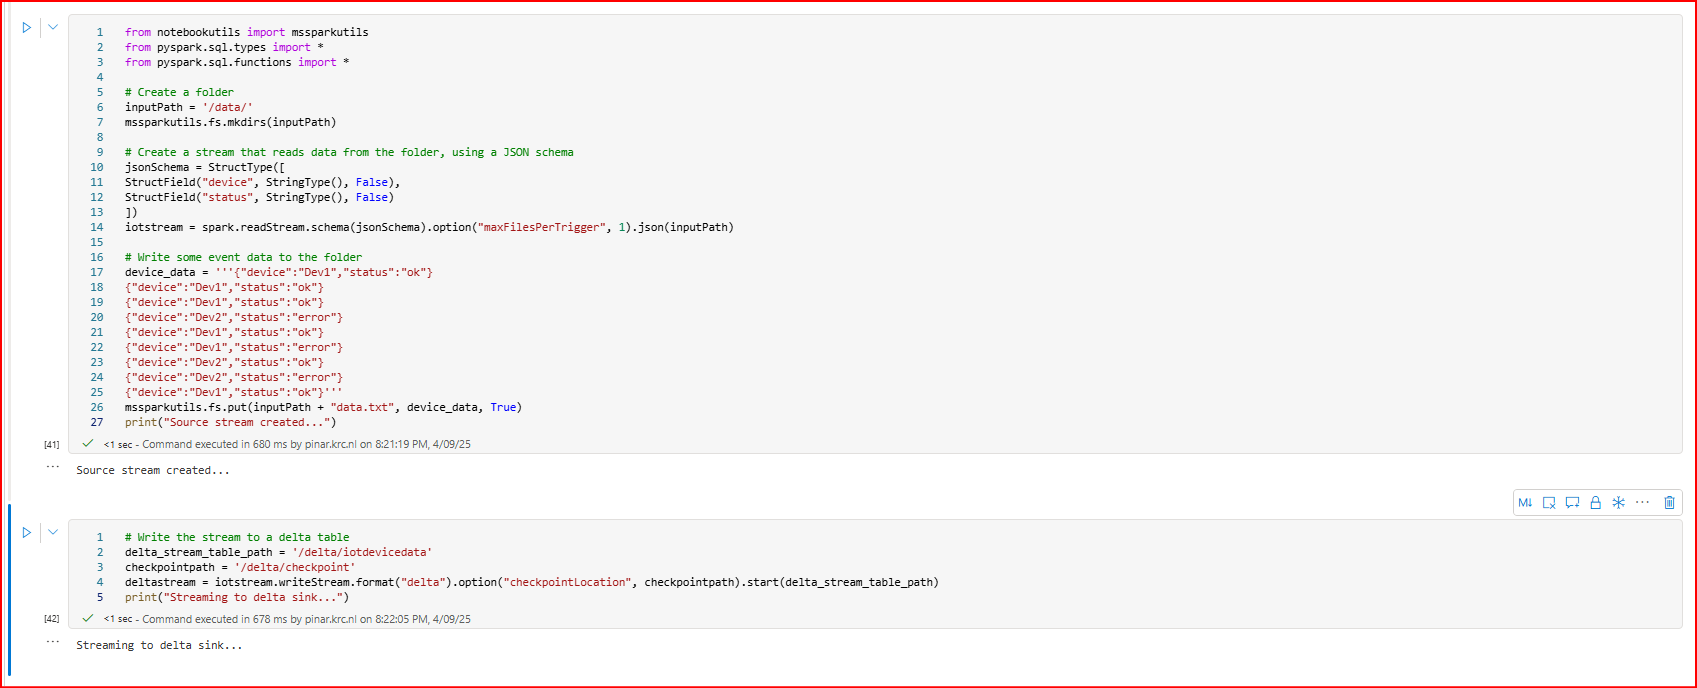 1 from notebookutils import mssparkutils
2 from pyspark.sql.types import *
3 from pyspark.sql.functions import *
4
5 # Create a folder
6 inputPath = '/data/'
7 mssparkutils.fs.mkdirs(inputPath)
8
9 # Create a stream that reads data from the folder, using a JSON schema
10 jsonSchema = StructType([
11 StructField("device", StringType(), False),
12 StructField("status", StringType(), False)
13 ])
14 iotstream = spark.readStream.schema(jsonSchema).option("maxFilesPerTrigger", 1).json(inputPath)
15
16 # Write some event data to the folder
17 device_data = '''{"device":"Dev1","status":"ok"}
18 {"device":"Dev1","status":"ok"}
19 {"device":"Dev1","status":"ok"}
20 {"device":"Dev2","status":"error"}
21 {"device":"Dev1","status":"ok"}
22 {"device":"Dev1","status":"error"}
23 {"device":"Dev2","status":"ok"}
24 {"device":"Dev2","status":"error"}
25 {"device":"Dev1","status":"ok"}'''
26 mssparkutils.fs.put(inputPath + "data.txt", device_data, True)
27 print("Source stream created...")
[41] <1 sec - Command executed in 680 ms by pinar.krc.nl on 8:21:19 PM, 4/09/25
Source stream created...
M↓
1 # Write the stream to a delta table
2 delta_stream_table_path = '/delta/iotdevicedata'
3 checkpointpath = '/delta/checkpoint'
4 deltastream = iotstream.writeStream.format("delta").option("checkpointLocation", checkpointpath).start(delta_stream_table_path)
5 print("Streaming to delta sink...")
[42] <1 sec - Command executed in 678 ms by pinar.krc.nl on 8:22:05 PM, 4/09/25
Streaming to delta sink...